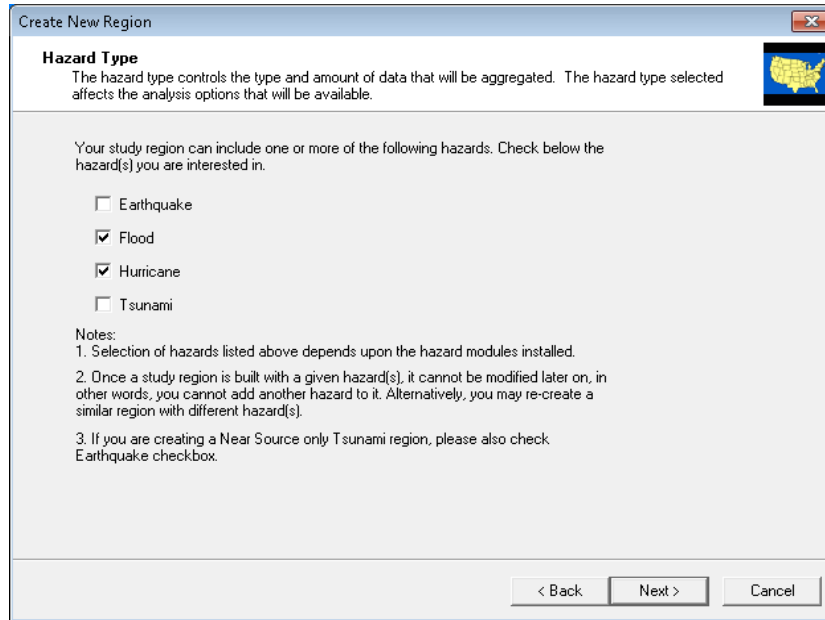 Create New Region
Hazard Type
The hazard type controls the type and amount of data that will be aggregated. The hazard type selected
affects the analysis options that will be available.
Your study region can include one or more of the following hazards. Check below the
hazard(s) you are interested in.
Earthquake
Flood
Hurricane
Tsunami
Notes:
1. Selection of hazards listed above depends upon the hazard modules installed.
2. Once a study region is built with a given hazard(s), it cannot be modified later on, in
other words, you cannot add another hazard to it. Alternatively, you may re-create a
similar region with different hazard(s).
3. If you are creating a Near Source only Tsunami region, please also check
Earthquake checkbox.
< Back
Next >
Cancel